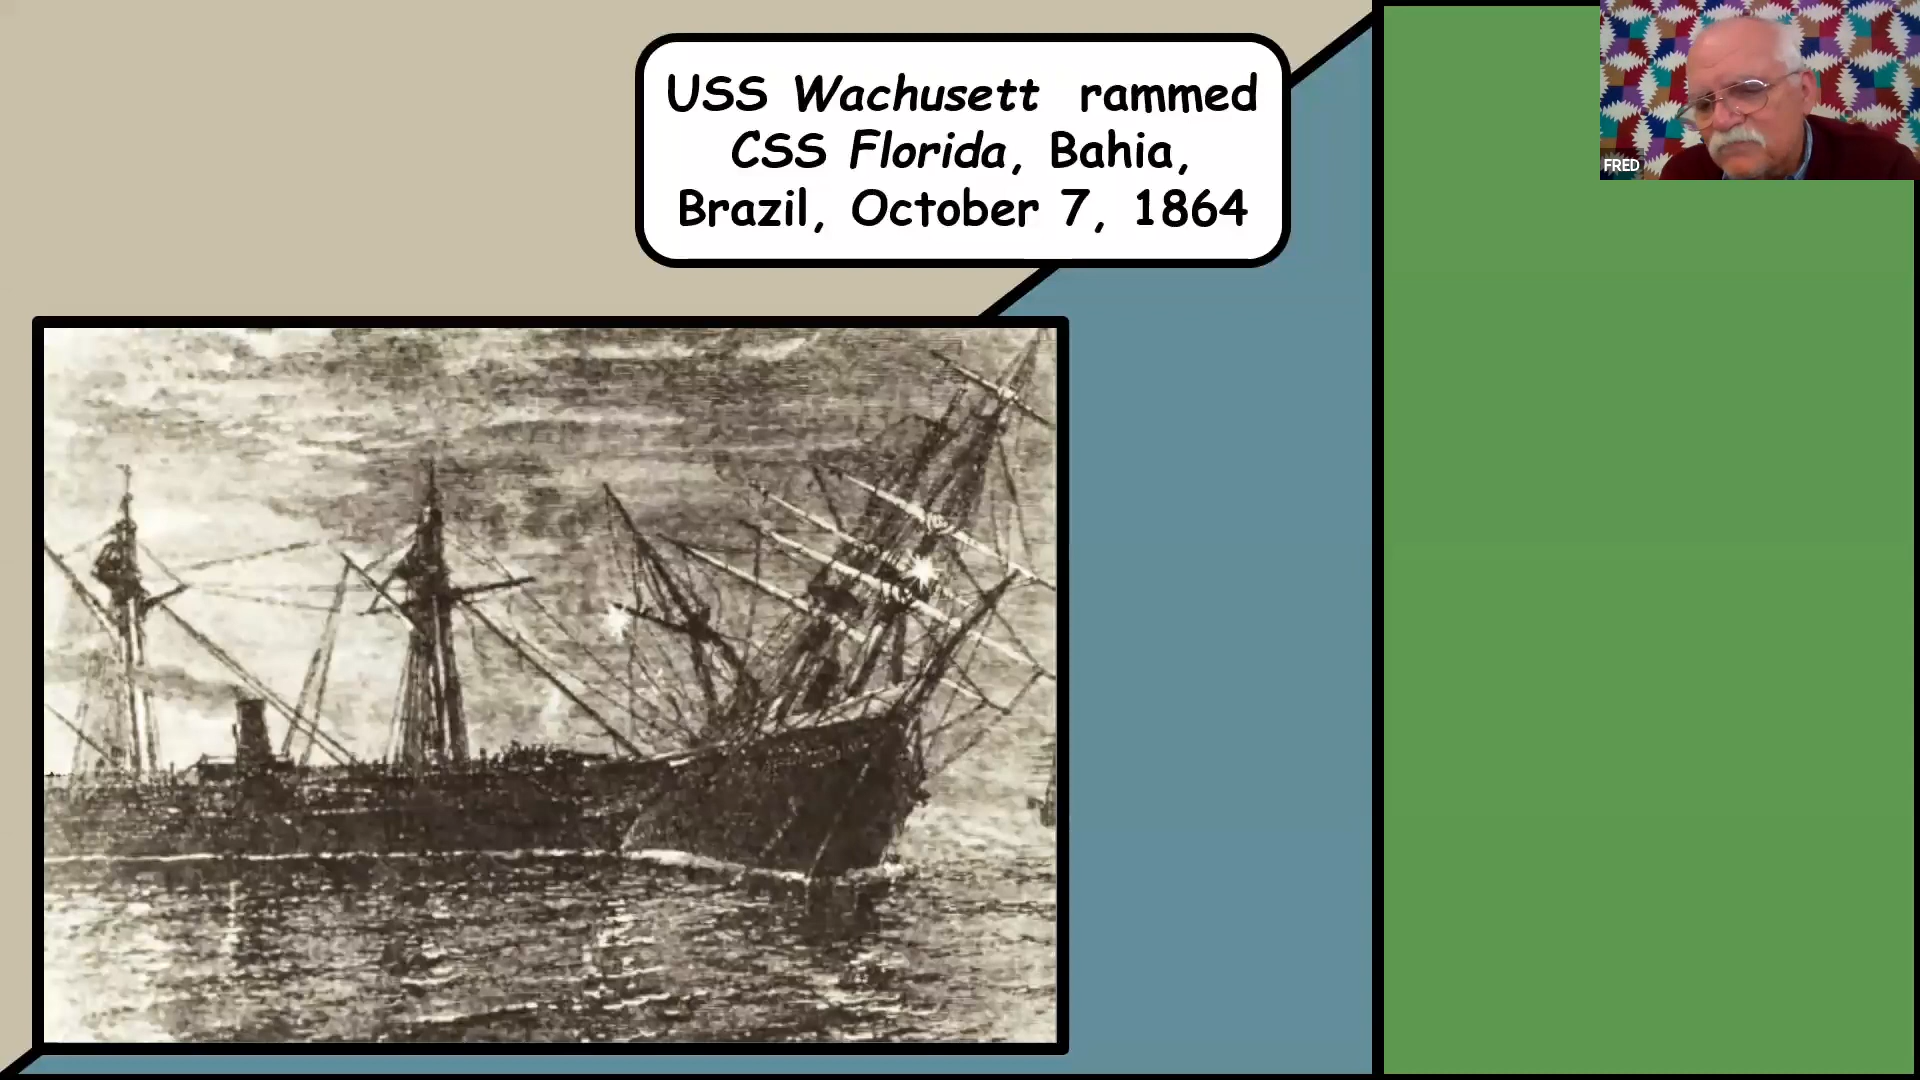 USS Wachusett rammed
CSS Florida, Bahia,
Brazil, October 7, 1864
FRED